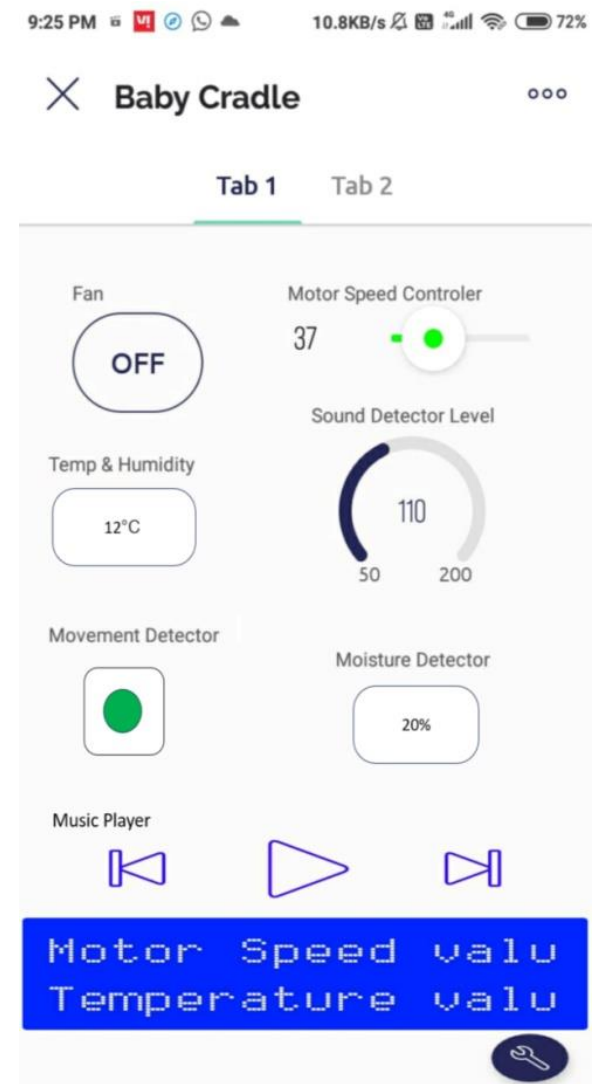 9:25 PM 10.8KB/s 4G 72%
Baby Cradle
Tab 1 Tab 2
Fan
OFF
Motor Speed Controler
37
Sound Detector Level
110
50 200
Temp & Humidity
12°C
Movement Detector
Moisture Detector
20%
Music Player
Motor Speed valu
Temperature valu